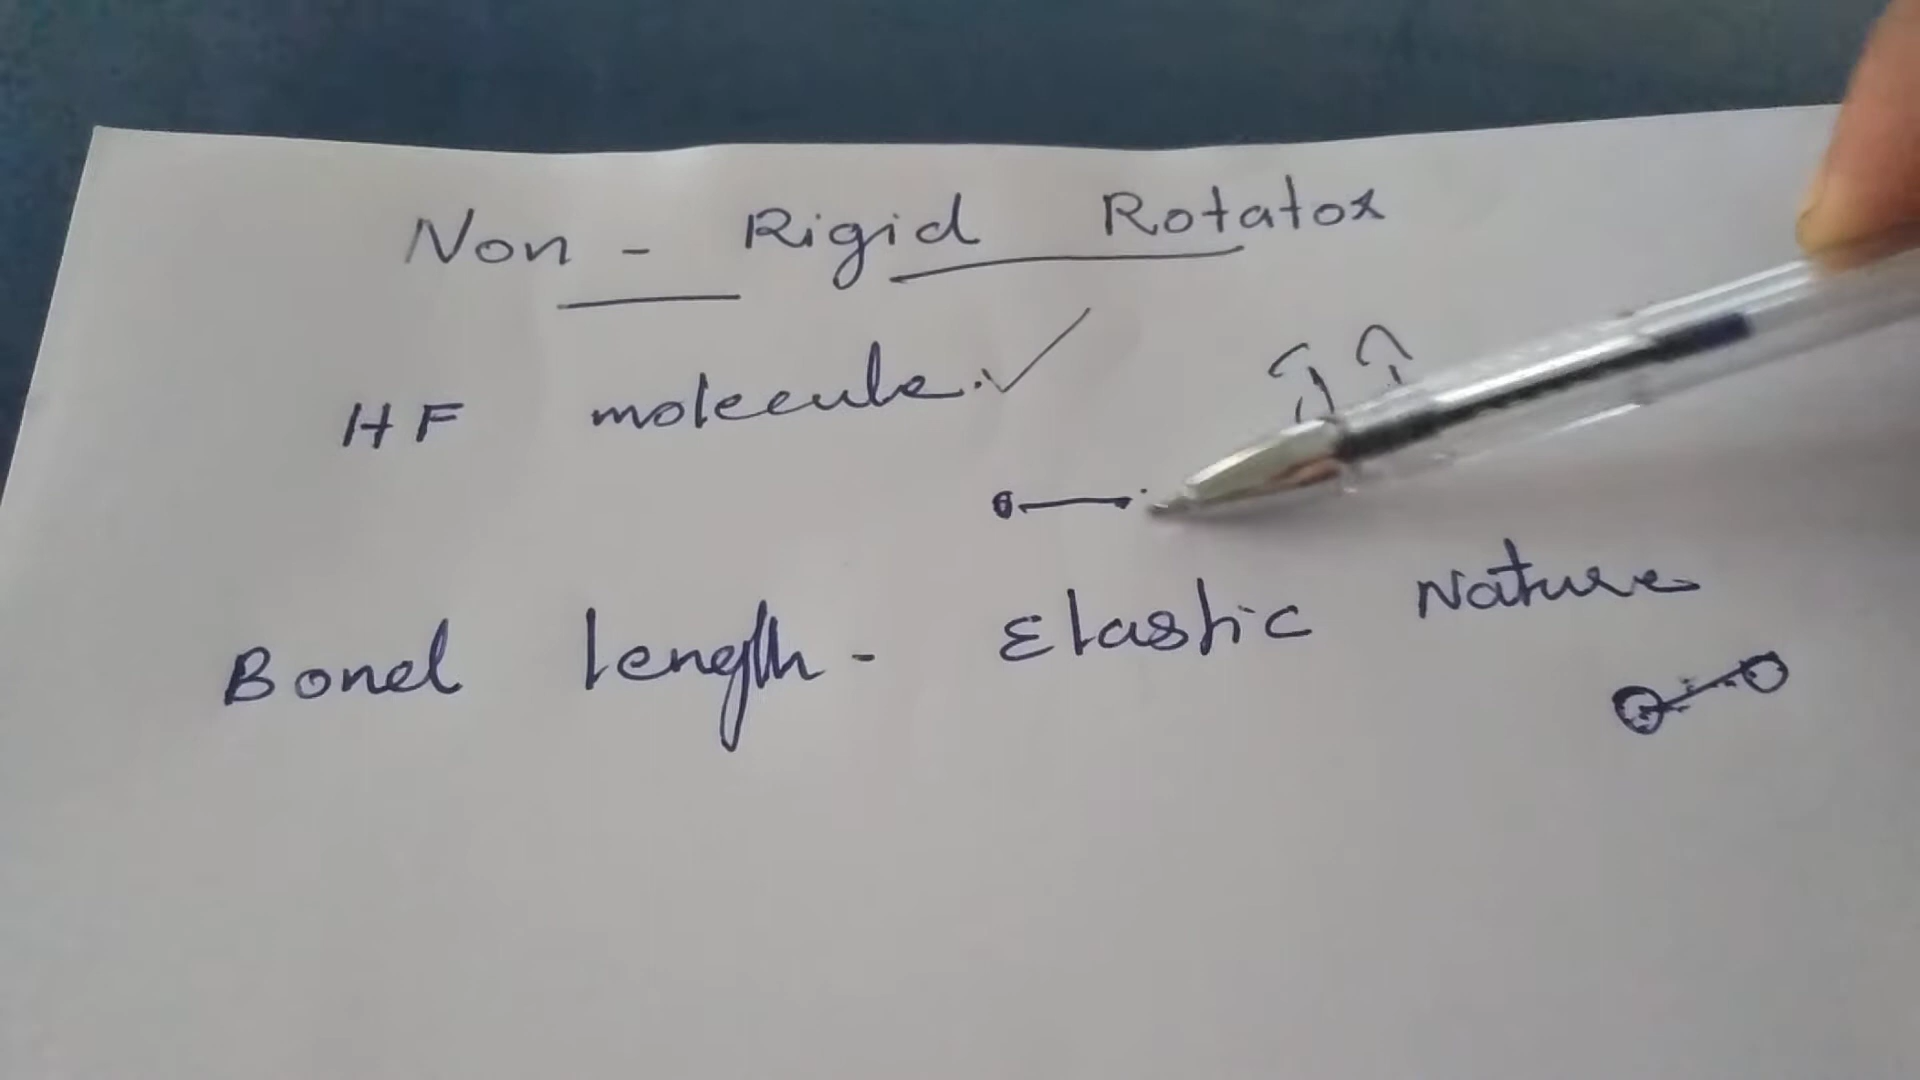 Non - Rigid Rotator
HF molecule.
Bond length - Elastic Nature